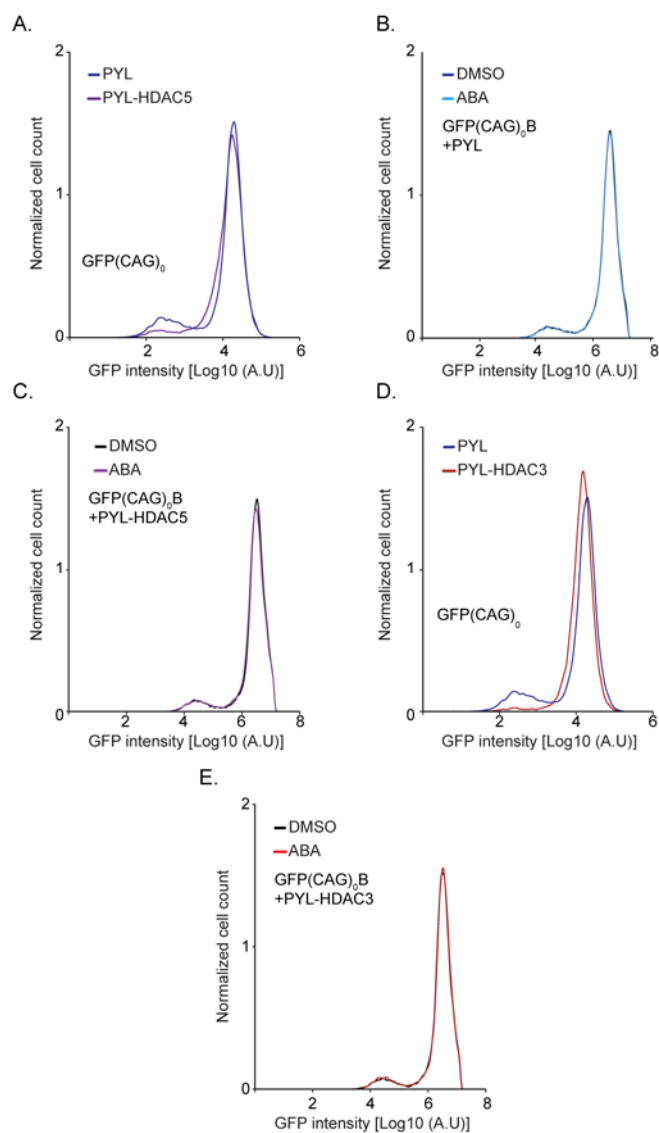 A.
2
PYL
PYL-HDAC5
1
GFP(CAG)₀
0
2
4
6
Normalized cell count
GFP intensity [Log10 (A.U)]
B.
2
DMSO
ABA
GFP(CAG)₀B
+PYL
1
0
2
4
6
8
Normalized cell count
GFP intensity [Log10 (A.U)]
C.
2
DMSO
ABA
GFP(CAG)₀B
+PYL-HDAC5
1
0
2
4
6
8
Normalized cell count
GFP intensity [Log10 (A.U)]
D.
2
PYL
PYL-HDAC3
1
GFP(CAG)₀
0
2
4
6
Normalized cell count
GFP intensity [Log10 (A.U)]
E.
2
DMSO
ABA
GFP(CAG)₀B
+PYL-HDAC3
1
0
2
4
6
8
Normalized cell count
GFP intensity [Log10 (A.U)]